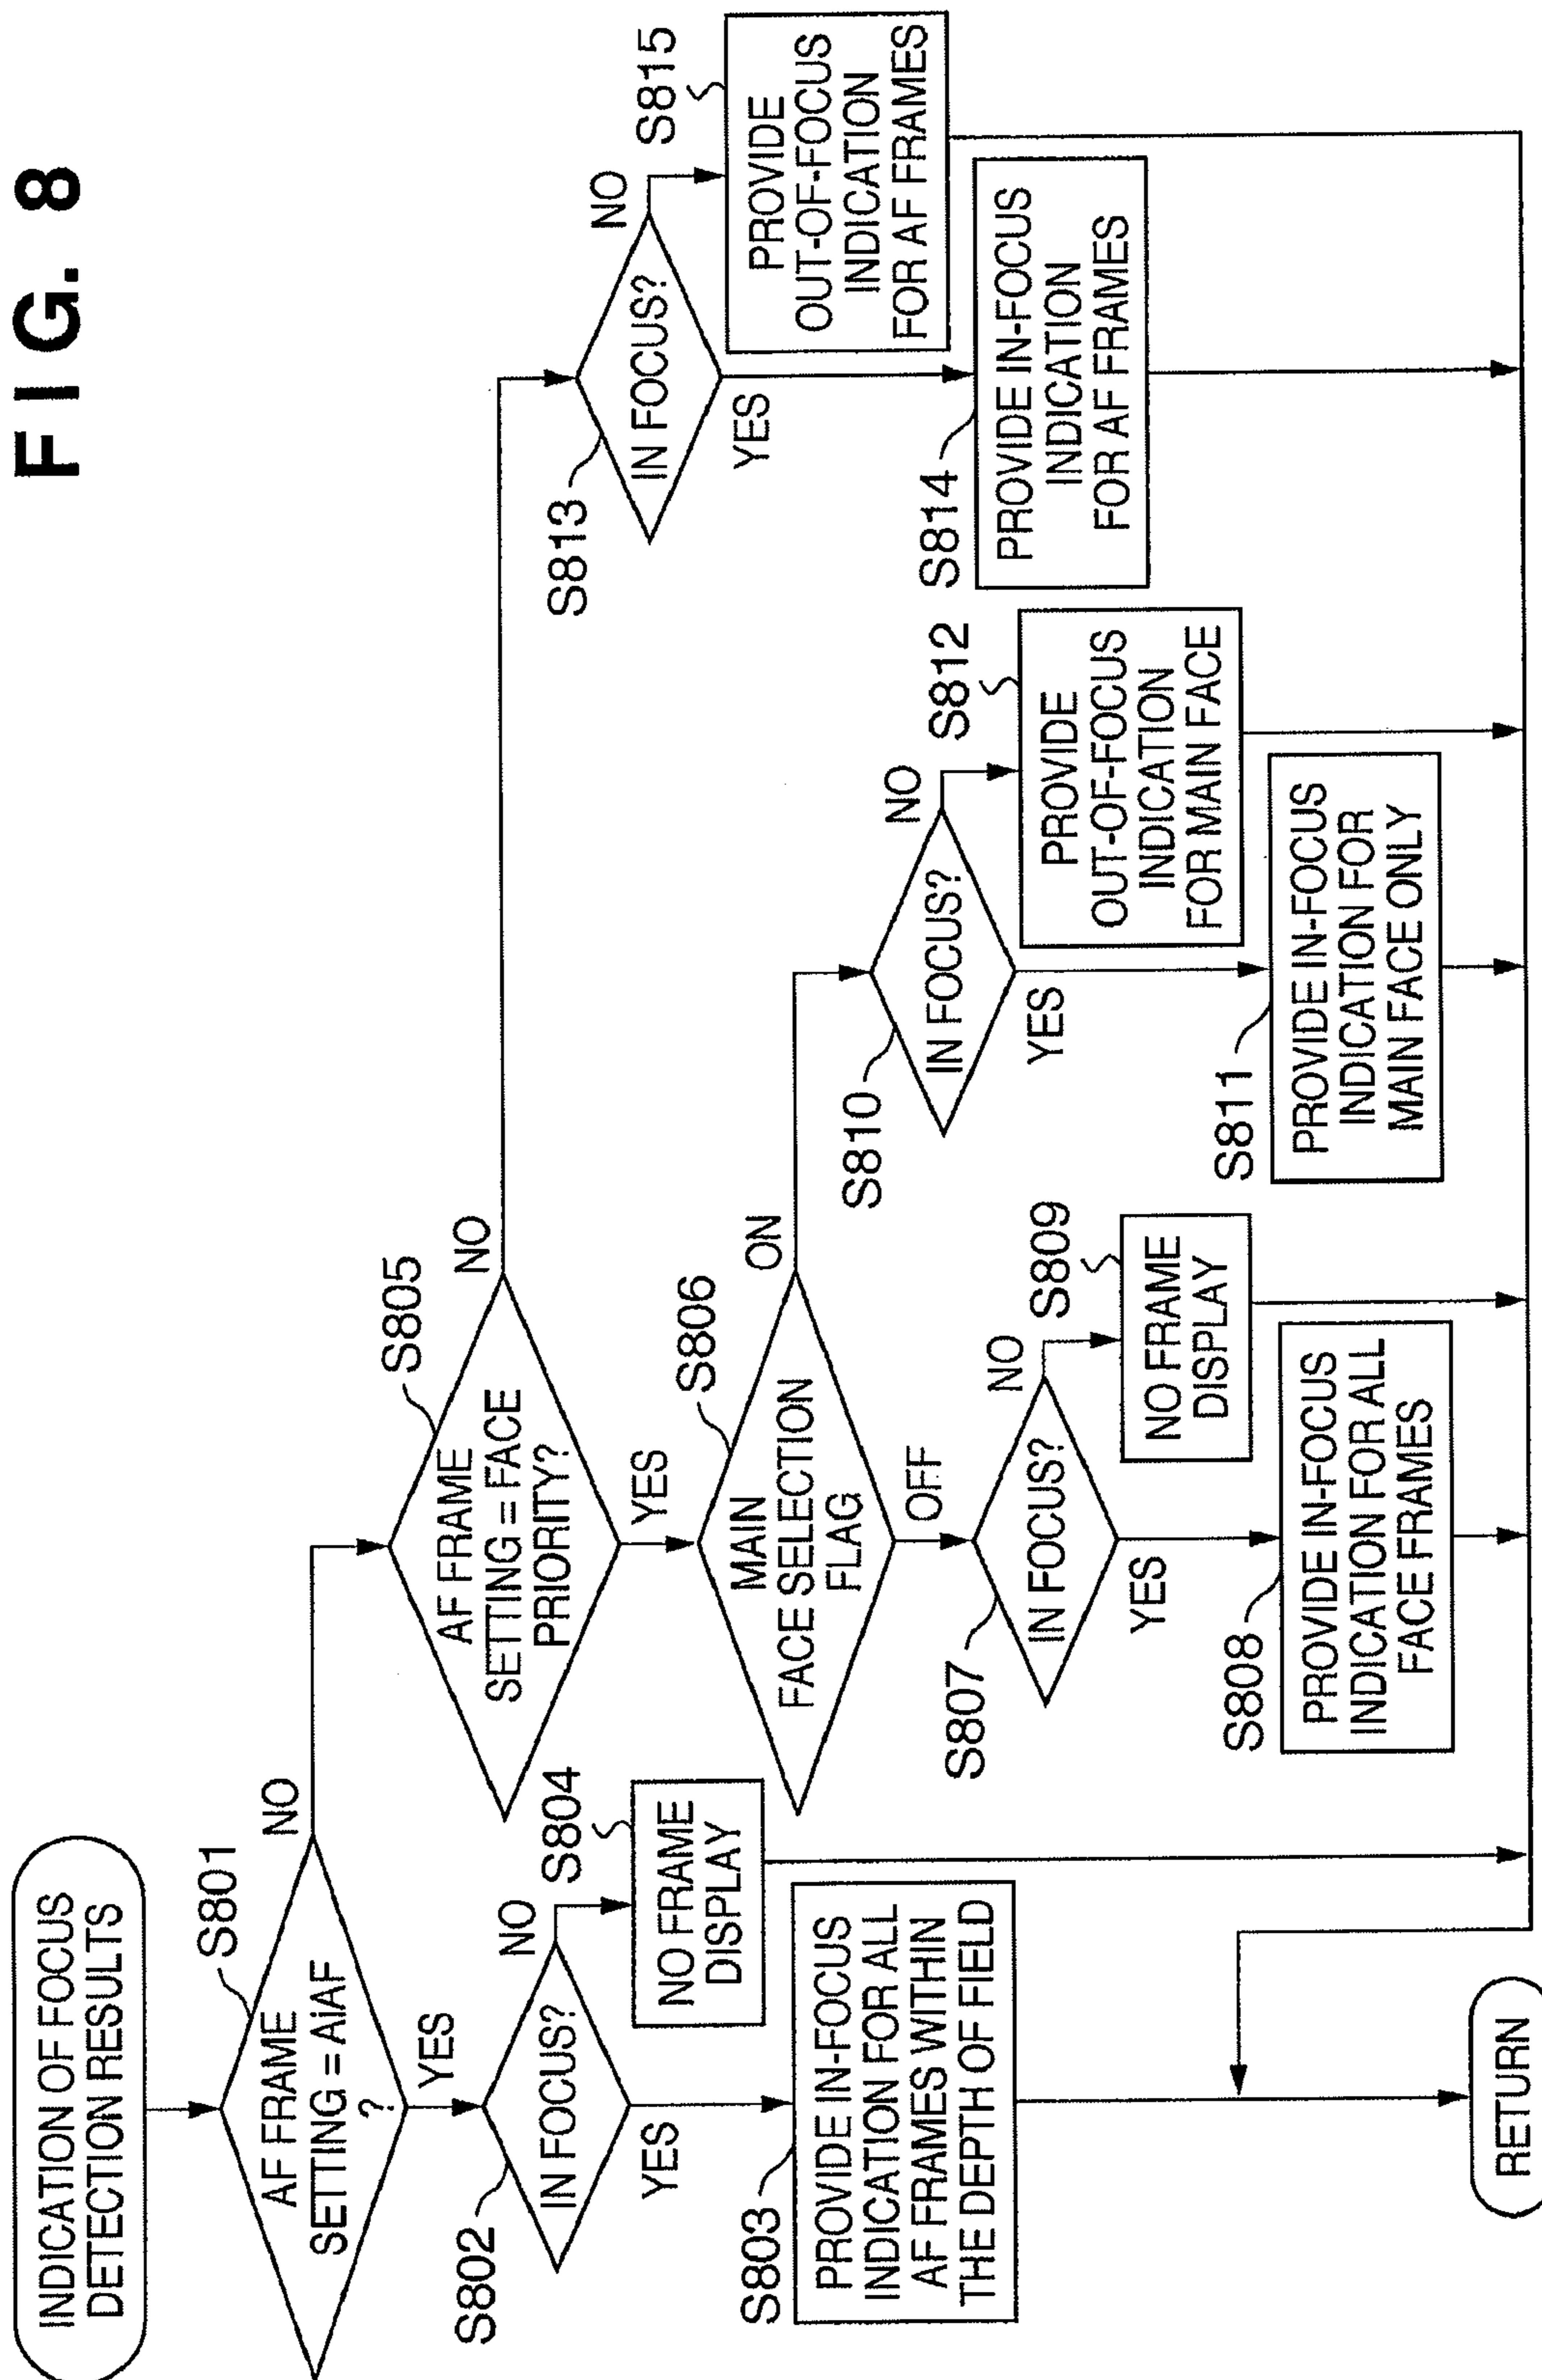 FIG. 8
INDICATION OF FOCUS
DETECTION RESULTS
S801
AF FRAME
SETTING = AiAF
?
NO
YES
S802
IN FOCUS?
NO
YES
S804
NO FRAME
DISPLAY
S803
PROVIDE IN-FOCUS
INDICATION FOR ALL
AF FRAMES WITHIN
THE DEPTH OF FIELD
S805
AF FRAME
SETTING = FACE
PRIORITY?
NO
YES
S806
MAIN
FACE SELECTION
FLAG
ON
OFF
S807
IN FOCUS?
NO
YES
S809
NO FRAME
DISPLAY
S808
PROVIDE IN-FOCUS
INDICATION FOR ALL
FACE FRAMES
S810
IN FOCUS?
NO
YES
S812
PROVIDE
OUT-OF-FOCUS
INDICATION
FOR MAIN FACE
S811
PROVIDE IN-FOCUS
INDICATION FOR
MAIN FACE ONLY
S813
IN FOCUS?
NO
YES
S815
PROVIDE
OUT-OF-FOCUS
INDICATION
FOR AF FRAMES
S814
PROVIDE IN-FOCUS
INDICATION
FOR AF FRAMES
RETURN